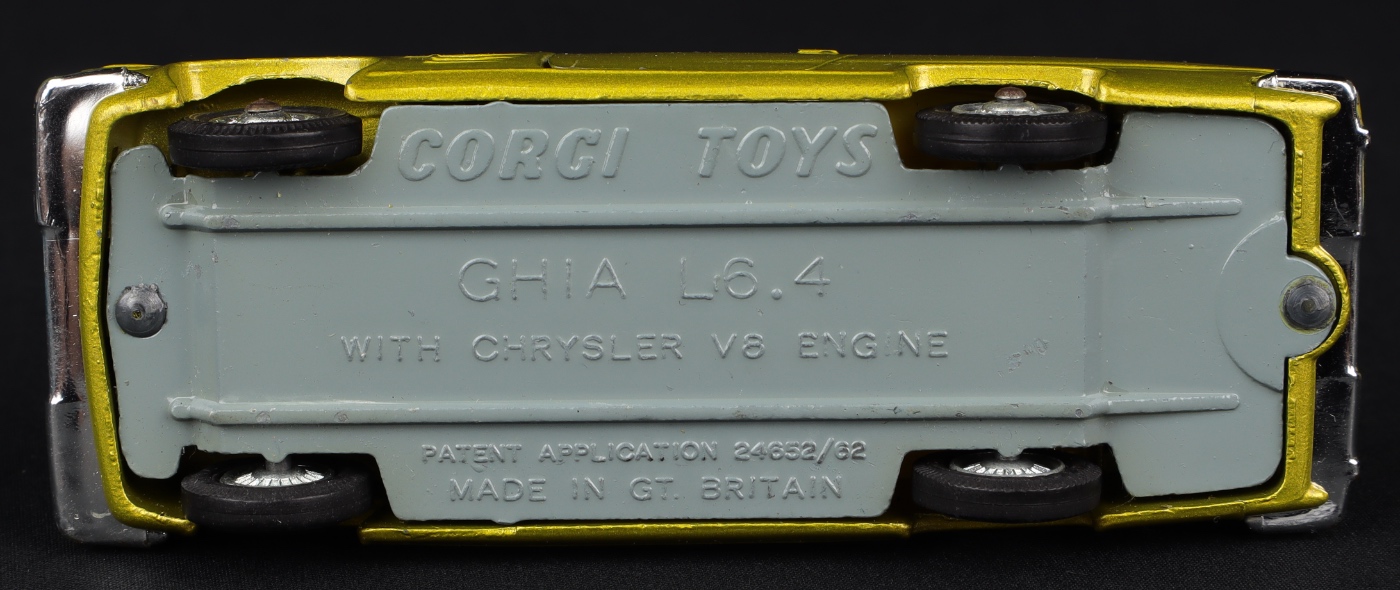 CORGI TOYS
GHIA L6.4
WITH CHRYSLER V8 ENGINE
PATENT APPLICATION 24652/62
MADE IN GT. BRITAIN